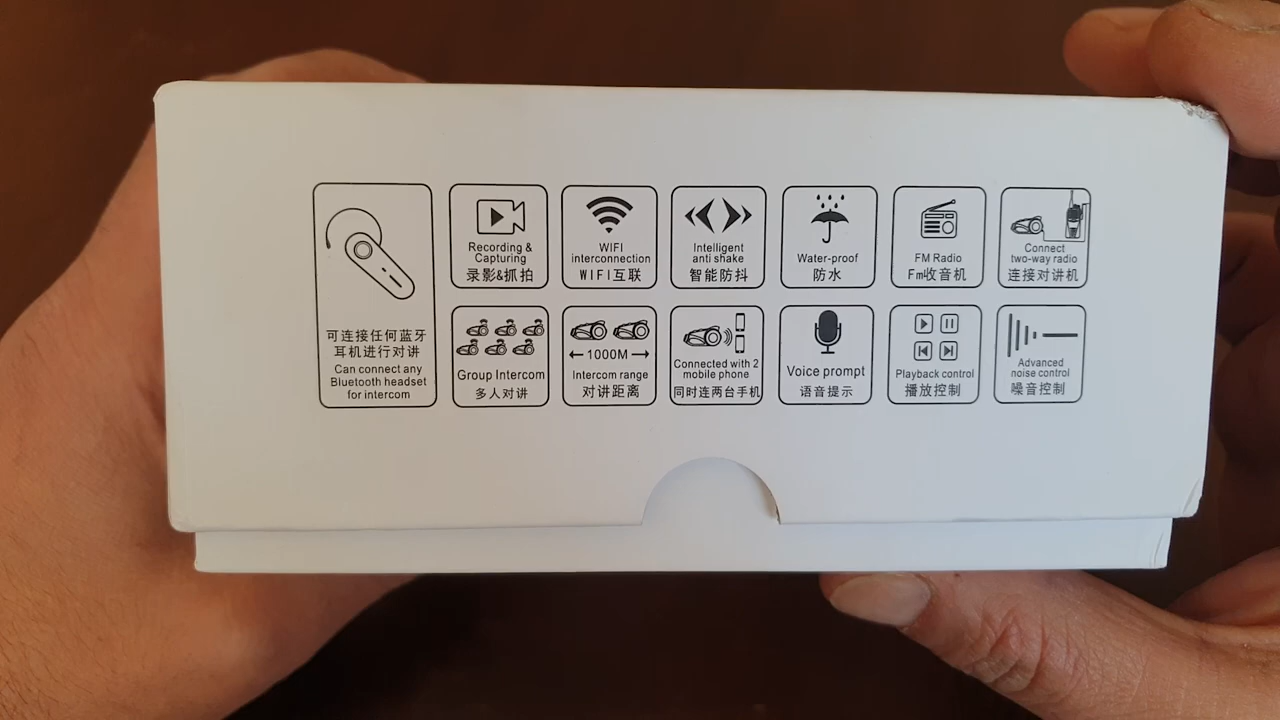 可连接任何蓝牙
耳机进行对讲
Can connect any
Bluetooth headset
for intercom
Recording &
Capturing
录影&抓拍
WIFI
interconnection
WIFI互联
Intelligent
anti shake
智能防抖
Water-proof
防水
FM Radio
Fm收音机
Connect
two-way radio
连接对讲机
Group Intercom
多人对讲
1000M
Intercom range
对讲距离
Connected with 2
mobile phone
同时连两台手机
Voice prompt
语音提示
Playback control
播放控制
Advanced
noise control
噪音控制